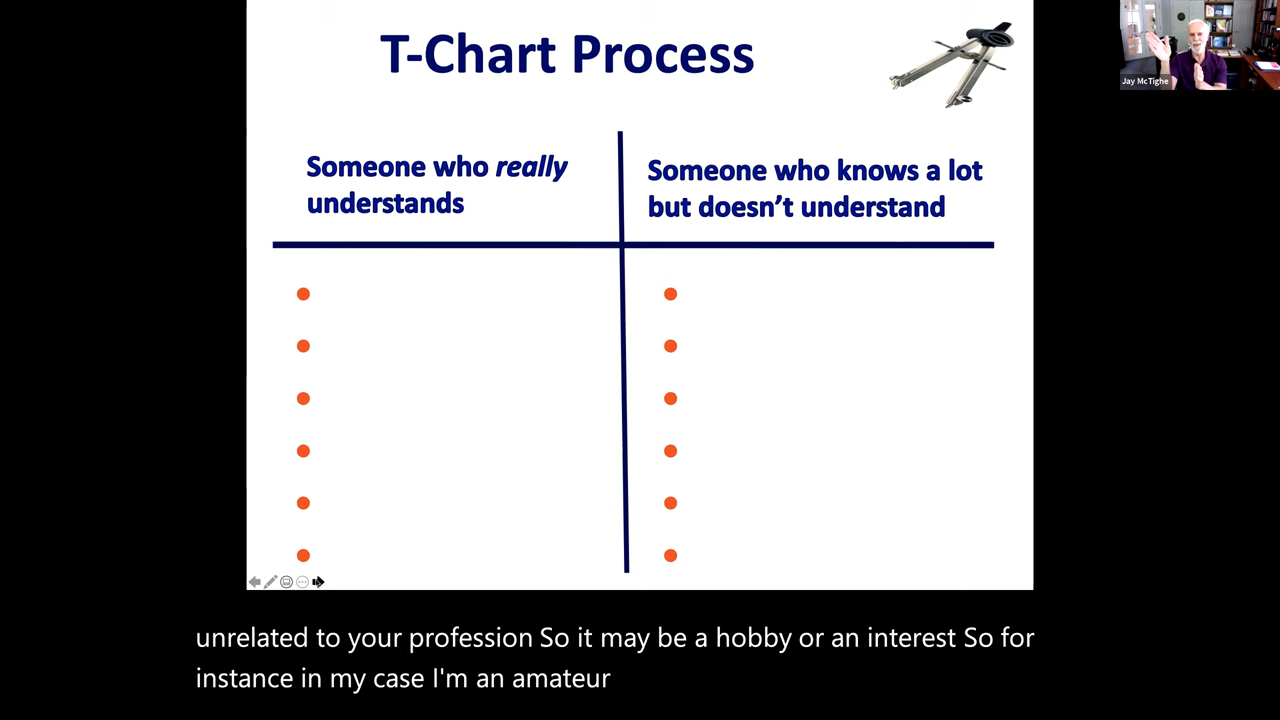 T-Chart Process
Jay McTighe
Someone who really
understands
Someone who knows a lot
but doesn't understand
unrelated to your profession So it may be a hobby or an interest So for
instance in my case I'm an amateur